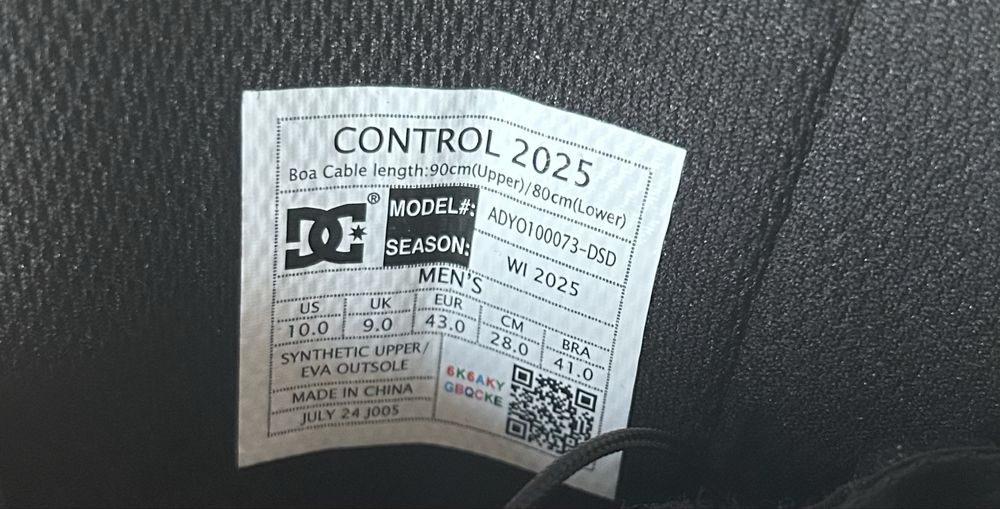 CONTROL 2025
Boa Cable length:90cm(Upper)/80cm(Lower)
DC®
MODEL#: ADYO100073-DSD
SEASON: WI 2025
MEN'S
US UK EUR CM BRA
10.0 9.0 43.0 28.0 41.0
SYNTHETIC UPPER/
EVA OUTSOLE
MADE IN CHINA
JULY 24 J005
6K6AKY
GBQCKE